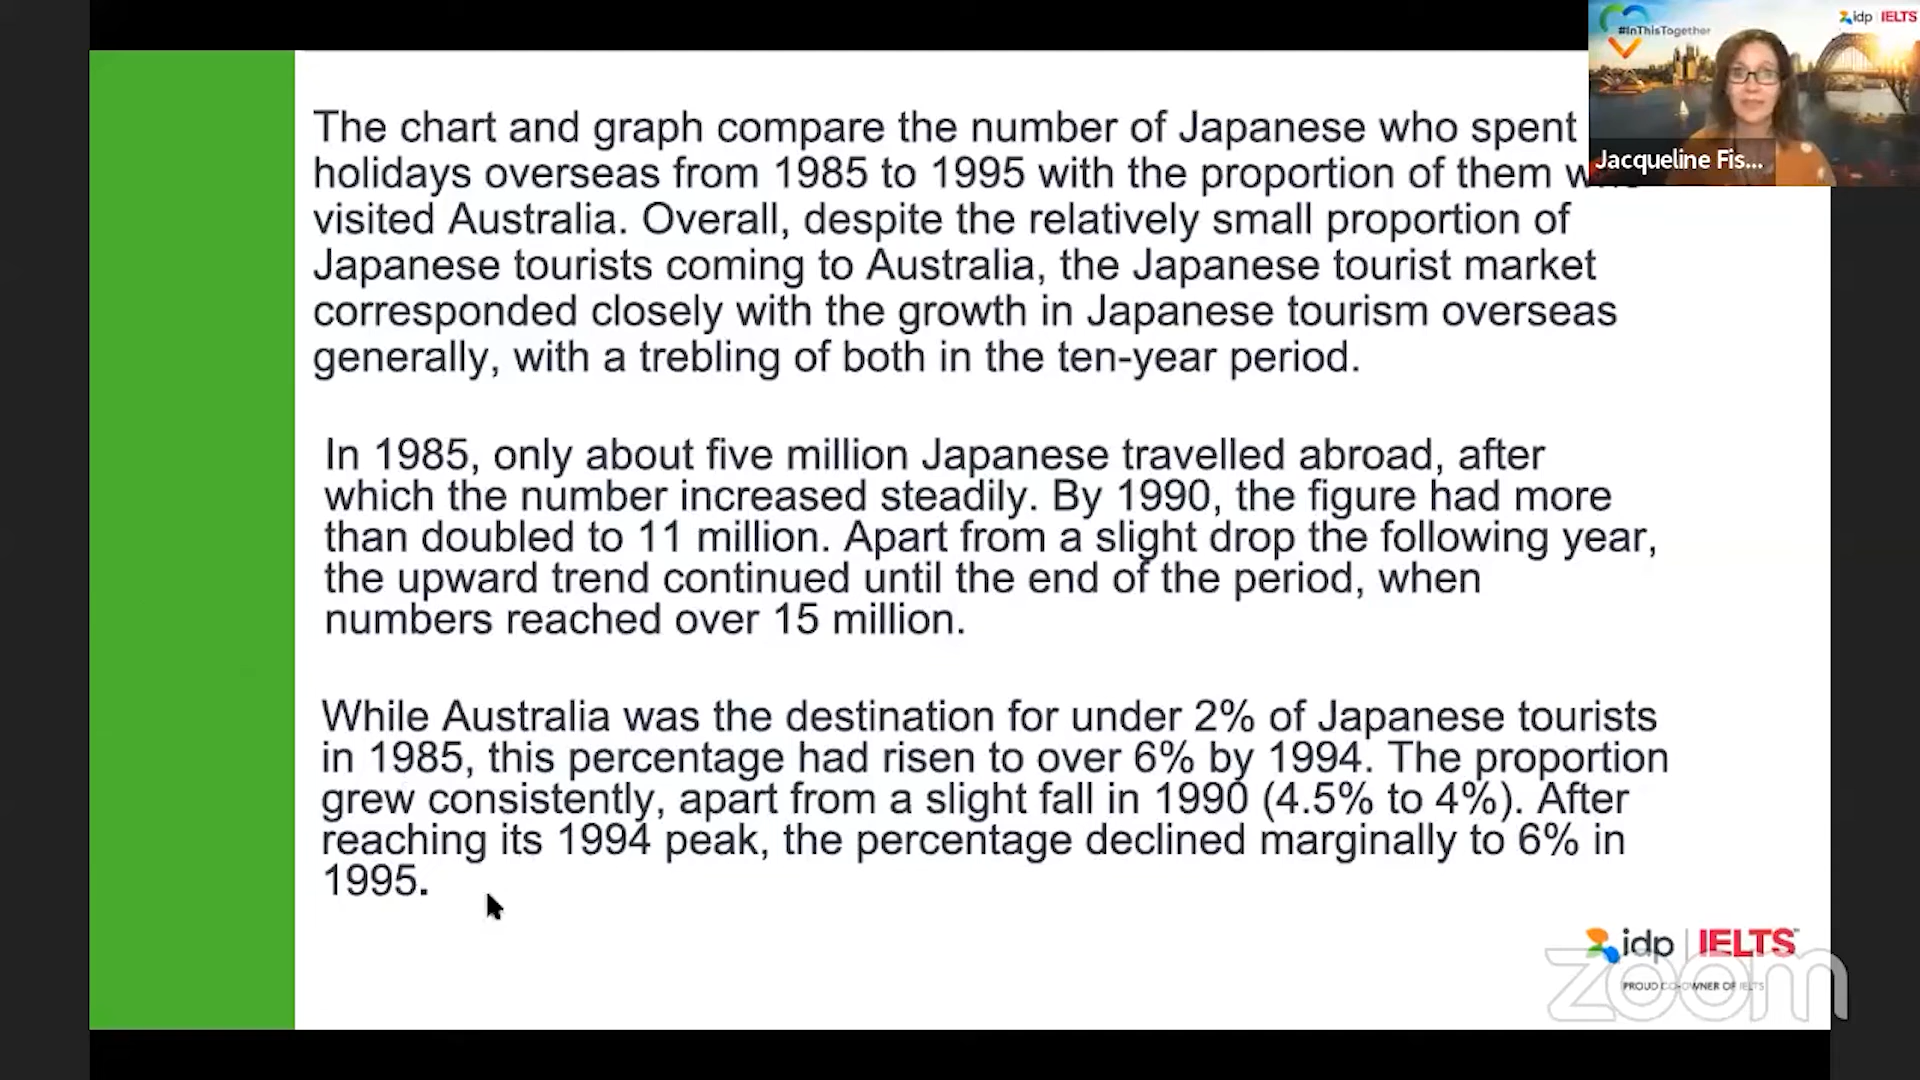 #InThisTogether
idp IELTS
Jacqueline Fis...
The chart and graph compare the number of Japanese who spent
holidays overseas from 1985 to 1995 with the proportion of them
visited Australia. Overall, despite the relatively small proportion of
Japanese tourists coming to Australia, the Japanese tourist market
corresponded closely with the growth in Japanese tourism overseas
generally, with a trebling of both in the ten-year period.
In 1985, only about five million Japanese travelled abroad, after
which the number increased steadily. By 1990, the figure had more
than doubled to 11 million. Apart from a slight drop the following year,
the upward trend continued until the end of the period, when
numbers reached over 15 million.
While Australia was the destination for under 2% of Japanese tourists
in 1985, this percentage had risen to over 6% by 1994. The proportion
grew consistently, apart from a slight fall in 1990 (4.5% to 4%). After
reaching its 1994 peak, the percentage declined marginally to 6% in
1995.
idp IELTS
zoom
PROUD CO-OWNER OF IELTS